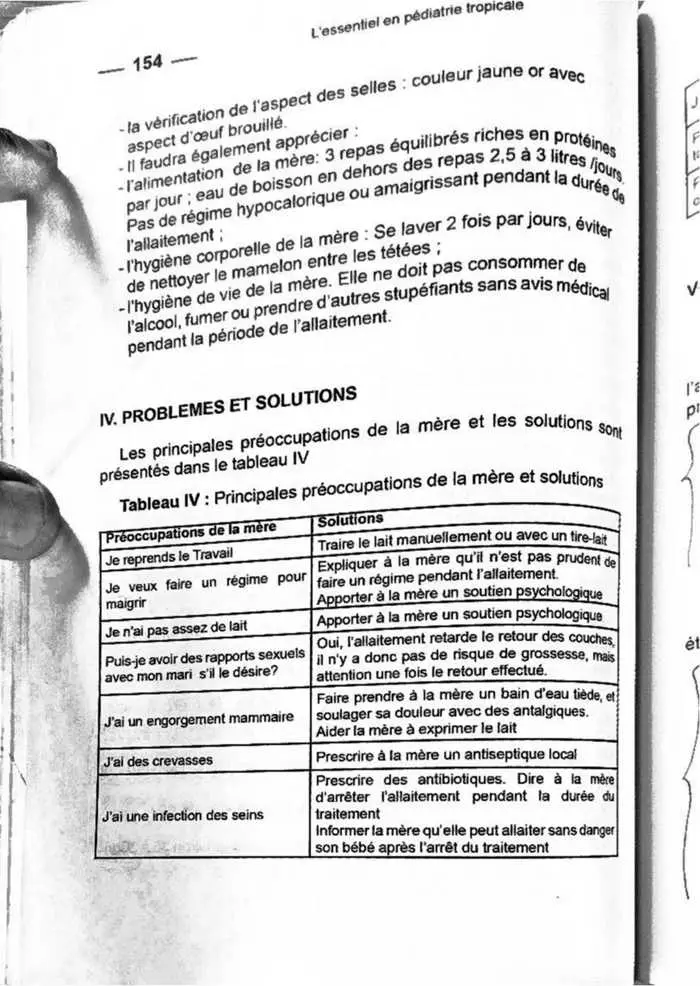 L'essentiel en pédiatrie tropicale
— 154 —
- la vérification de l'aspect des selles : couleur jaune or avec
aspect d'œuf brouillé.
- Il faudra également apprécier :
- l'alimentation de la mère: 3 repas équilibrés riches en protéines
par jour ; eau de boisson en dehors des repas 2,5 à 3 litres /jours.
Pas de régime hypocalorique ou amaigrissant pendant la durée de
l'allaitement ;
- l'hygiène corporelle de la mère : Se laver 2 fois par jours, éviter
de nettoyer le mamelon entre les tétées ;
- l'hygiène de vie de la mère. Elle ne doit pas consommer de
l'alcool, fumer ou prendre d'autres stupéfiants sans avis médical
pendant la période de l'allaitement.
IV. PROBLEMES ET SOLUTIONS
Les principales préoccupations de la mère et les solutions sont
présentés dans le tableau IV
Tableau IV : Principales préoccupations de la mère et solutions
Préoccupations de la mère
Solutions
Je reprends le Travail
Traire le lait manuellement ou avec un tire-lait
Je veux faire un régime pour
maigrir
Expliquer à la mère qu'il n'est pas prudent de
faire un régime pendant l'allaitement.
Apporter à la mère un soutien psychologique
Je n'ai pas assez de lait
Apporter à la mère un soutien psychologique
Puis-je avoir des rapports sexuels
avec mon mari s'il le désire?
Oui, l'allaitement retarde le retour des couches,
il n'y a donc pas de risque de grossesse, mais
attention une fois le retour effectué.
J'ai un engorgement mammaire
Faire prendre à la mère un bain d'eau tiède, et
soulager sa douleur avec des antalgiques.
Aider la mère à exprimer le lait
J'ai des crevasses
Prescrire à la mère un antiseptique local
J'ai une infection des seins
Prescrire des antibiotiques. Dire à la mère
d'arrêter l'allaitement pendant la durée du
traitement
Informer la mère qu'elle peut allaiter sans danger
son bébé après l'arrêt du traitement